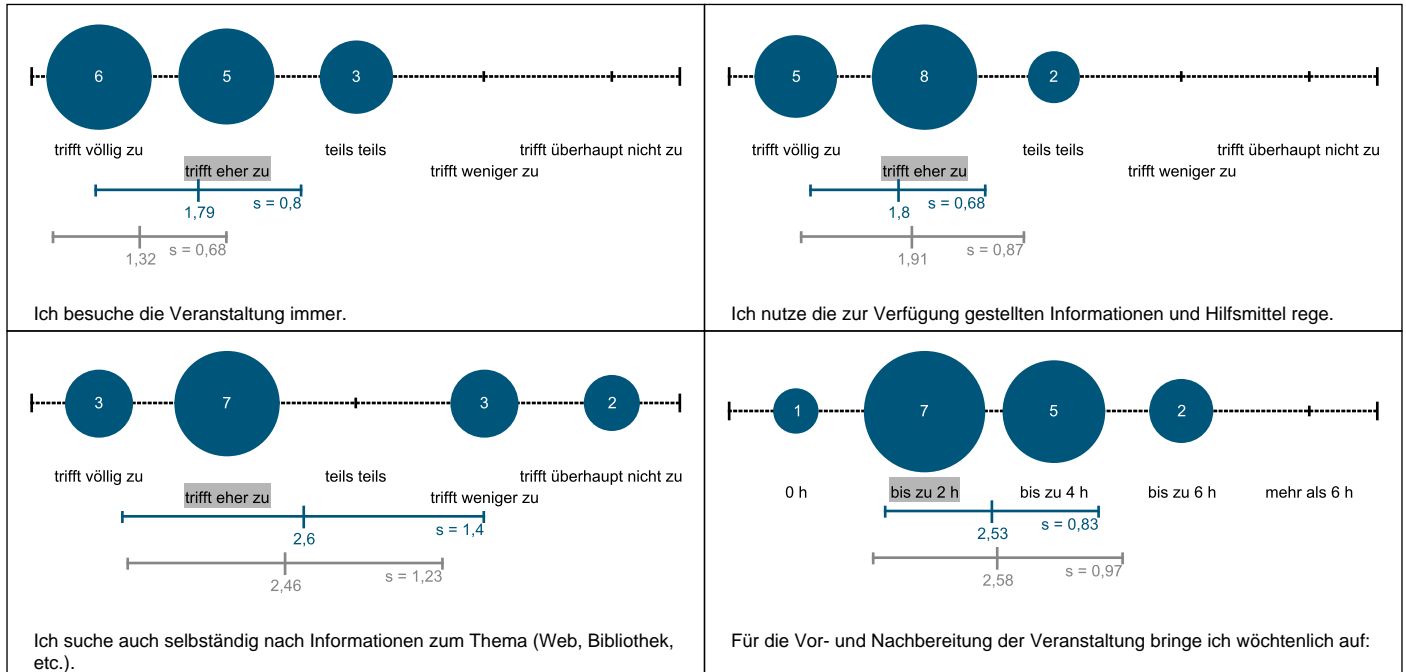 6 5 3
trifft völlig zu teils teils trifft überhaupt nicht zu
trifft eher zu trifft weniger zu
s = 0,8
1,79
s = 0,68
1,32
Ich besuche die Veranstaltung immer.
5 8 2
trifft völlig zu teils teils trifft überhaupt nicht zu
trifft eher zu trifft weniger zu
s = 0,68
1,8
s = 0,87
1,91
Ich nutze die zur Verfügung gestellten Informationen und Hilfsmittel rege.
3 7 3 2
trifft völlig zu teils teils trifft überhaupt nicht zu
trifft eher zu trifft weniger zu
s = 1,4
2,6
s = 1,23
2,46
Ich suche auch selbständig nach Informationen zum Thema (Web, Bibliothek,
etc.).
1 7 5 2
0 h bis zu 2 h bis zu 4 h bis zu 6 h mehr als 6 h
s = 0,83
2,53
s = 0,97
2,58
Für die Vor- und Nachbereitung der Veranstaltung bringe ich wöchtenlich auf: